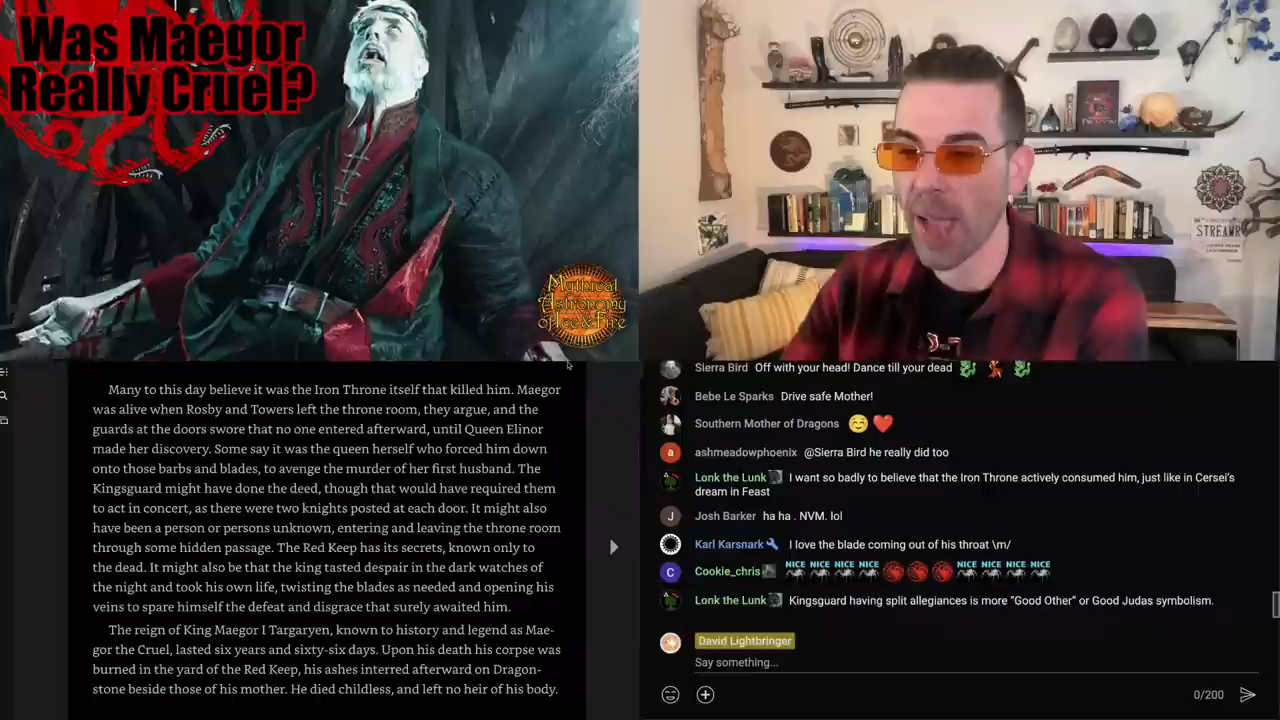 Was Maegor
Really Cruel?
Mythical
Astronomy
of Ice & Fire
STREAMR
Many to this day believe it was the Iron Throne itself that killed him. Maegor
was alive when Rosby and Towers left the throne room, they argue, and the
guards at the doors swore that no one entered afterward, until Queen Elinor
made her discovery. Some say it was the queen herself who forced him down
onto those barbs and blades, to avenge the murder of her first husband. The
Kingsguard might have done the deed, though that would have required them
to act in concert, as there were two knights posted at each door. It might also
have been a person or persons unknown, entering and leaving the throne room
through some hidden passage. The Red Keep has its secrets, known only to
the dead. It might also be that the king tasted despair in the dark watches of
the night and took his own life, twisting the blades as needed and opening his
veins to spare himself the defeat and disgrace that surely awaited him.
The reign of King Maegor I Targaryen, known to history and legend as Mae-
gor the Cruel, lasted six years and sixty-six days. Upon his death his corpse was
burned in the yard of the Red Keep, his ashes interred afterward on Dragon-
stone beside those of his mother. He died childless, and left no heir of his body.
Sierra Bird Off with your head! Dance till your dead
Bebe Le Sparks Drive safe Mother!
Southern Mother of Dragons
a ashmeadowphoenix @Sierra Bird he really did too
Lonk the Lunk I want so badly to believe that the Iron Throne actively consumed him, just like in Cersei's
dream in Feast
J Josh Barker ha ha . NVM. lol
Karl Karsnark I love the blade coming out of his throat \m/
C Cookie_chris NICE NICE NICE NICE NICE NICE NICE NICE
Lonk the Lunk Kingsguard having split allegiances is more "Good Other" or Good Judas symbolism.
David Lightbringer
Say something...
0/200